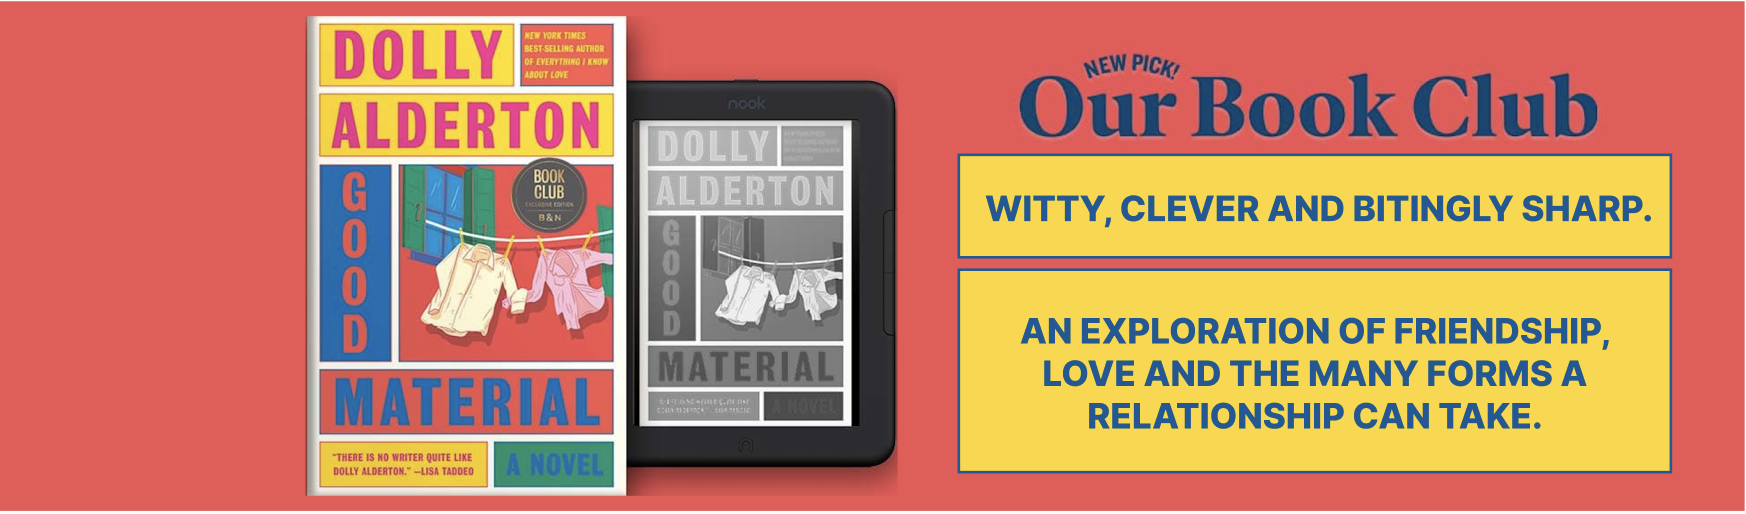 DOLLY
NEW YORK TIMES
BEST-SELLING AUTHOR
OF EVERYTHING I KNOW
ABOUT LOVE
ALDERTON
GOOD
BOOK
CLUB
EXCLUSIVE EDITION
B&N
MATERIAL
"THERE IS NO WRITER QUITE LIKE
DOLLY ALDERTON." —LISA TADDEO
A NOVEL
nook
DOLLY
ALDERTON
GOOD
MATERIAL
A NOVEL
NEW PICK!
Our Book Club
WITTY, CLEVER AND BITINGLY SHARP.
AN EXPLORATION OF FRIENDSHIP,
LOVE AND THE MANY FORMS A
RELATIONSHIP CAN TAKE.